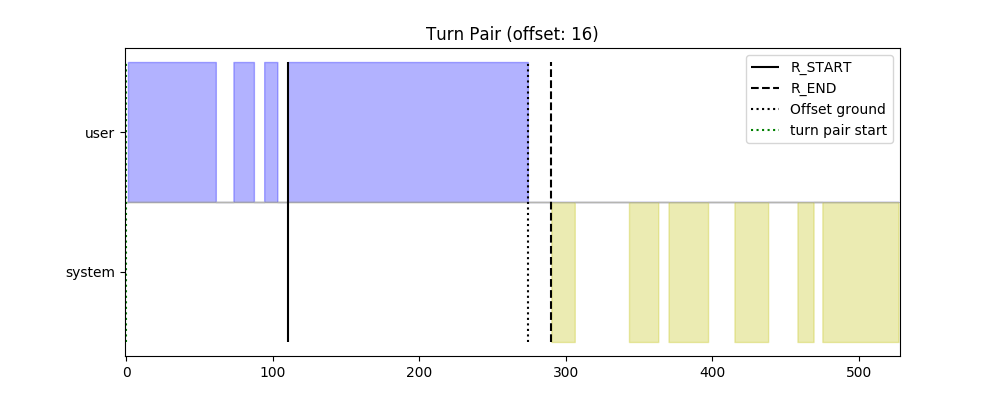 Turn Pair (offset: 16)
R_START
R_END
Offset ground
turn pair start
user
system
0 100 200 300 400 500